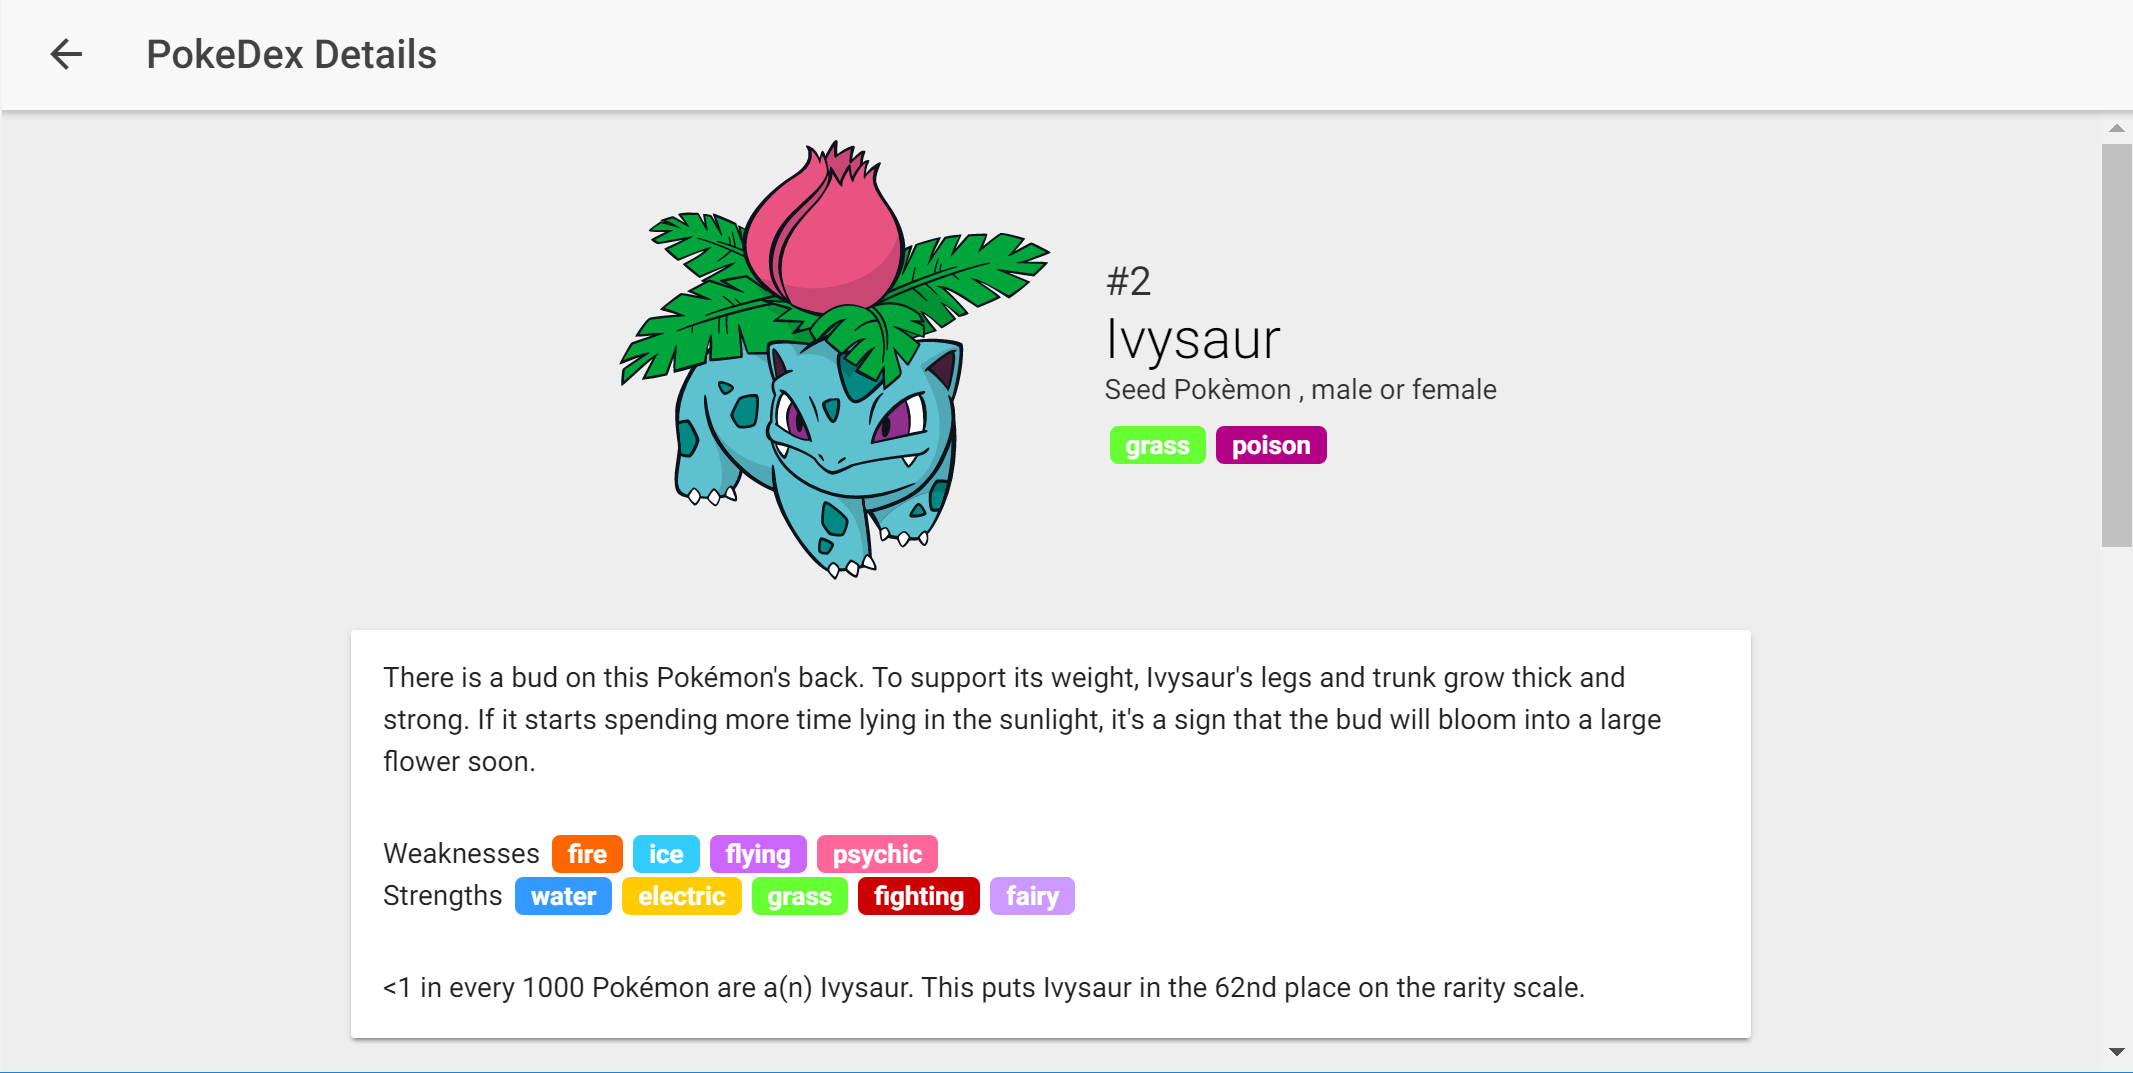 PokeDex Details
#2
Ivysaur
Seed Pokèmon , male or female
grass poison
There is a bud on this Pokémon's back. To support its weight, Ivysaur's legs and trunk grow thick and
strong. If it starts spending more time lying in the sunlight, it's a sign that the bud will bloom into a large
flower soon.
Weaknesses fire ice flying psychic
Strengths water electric grass fighting fairy
<1 in every 1000 Pokémon are a(n) Ivysaur. This puts Ivysaur in the 62nd place on the rarity scale.